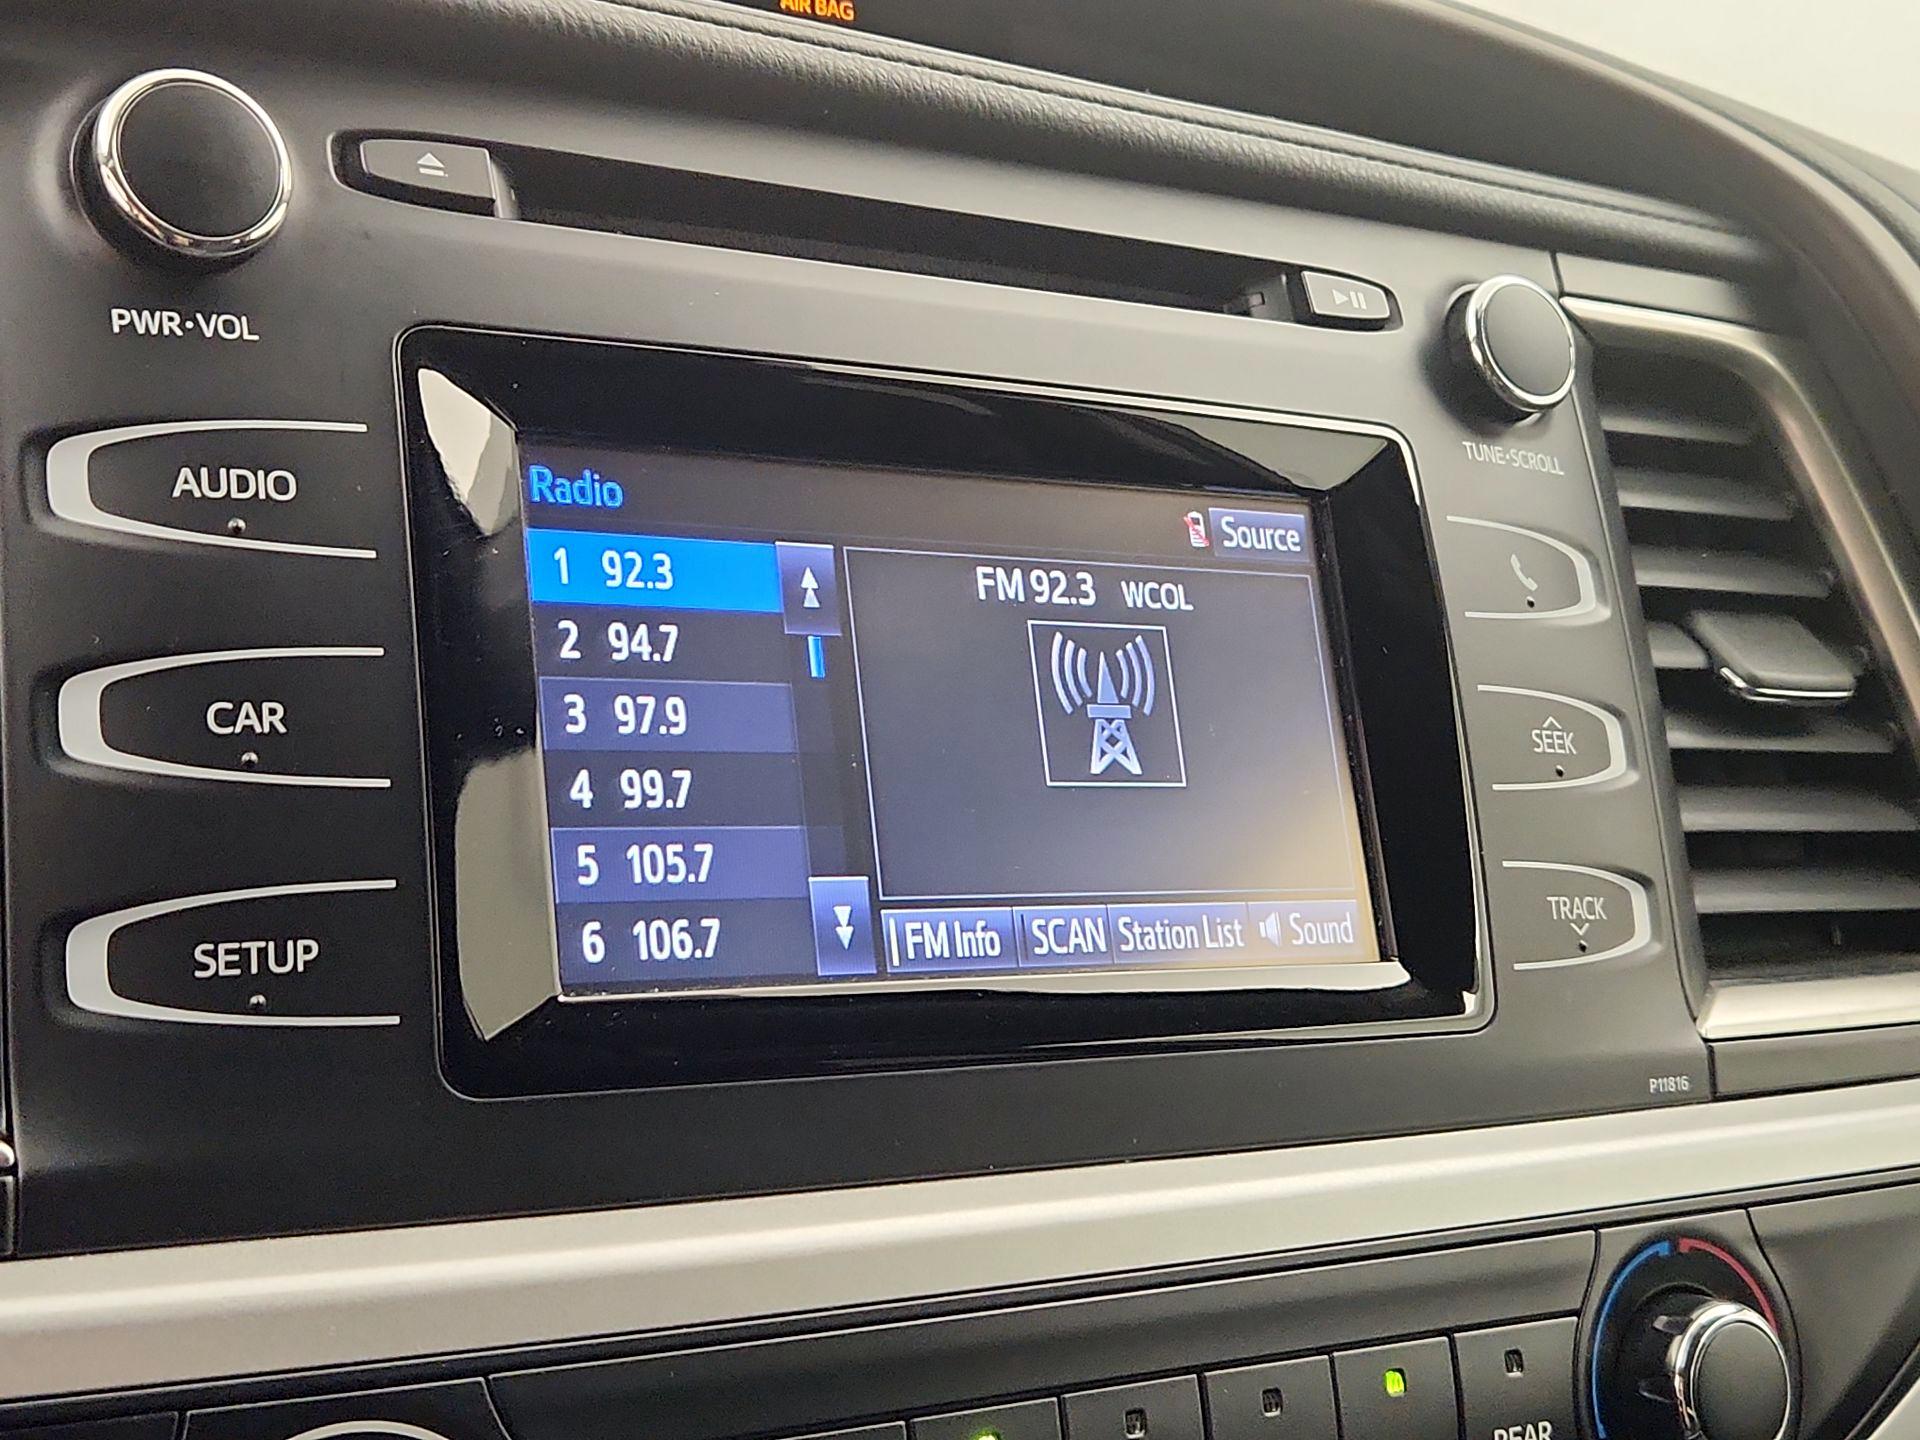 AIR BAG
PWR•VOL
TUNE•SCROLL
AUDIO
CAR
SETUP
Radio
Source
1 92.3
2 94.7
3 97.9
4 99.7
5 105.7
6 106.7
FM 92.3 WCOL
FM Info
SCAN
Station List
Sound
SEEK
TRACK
P11816
REAR